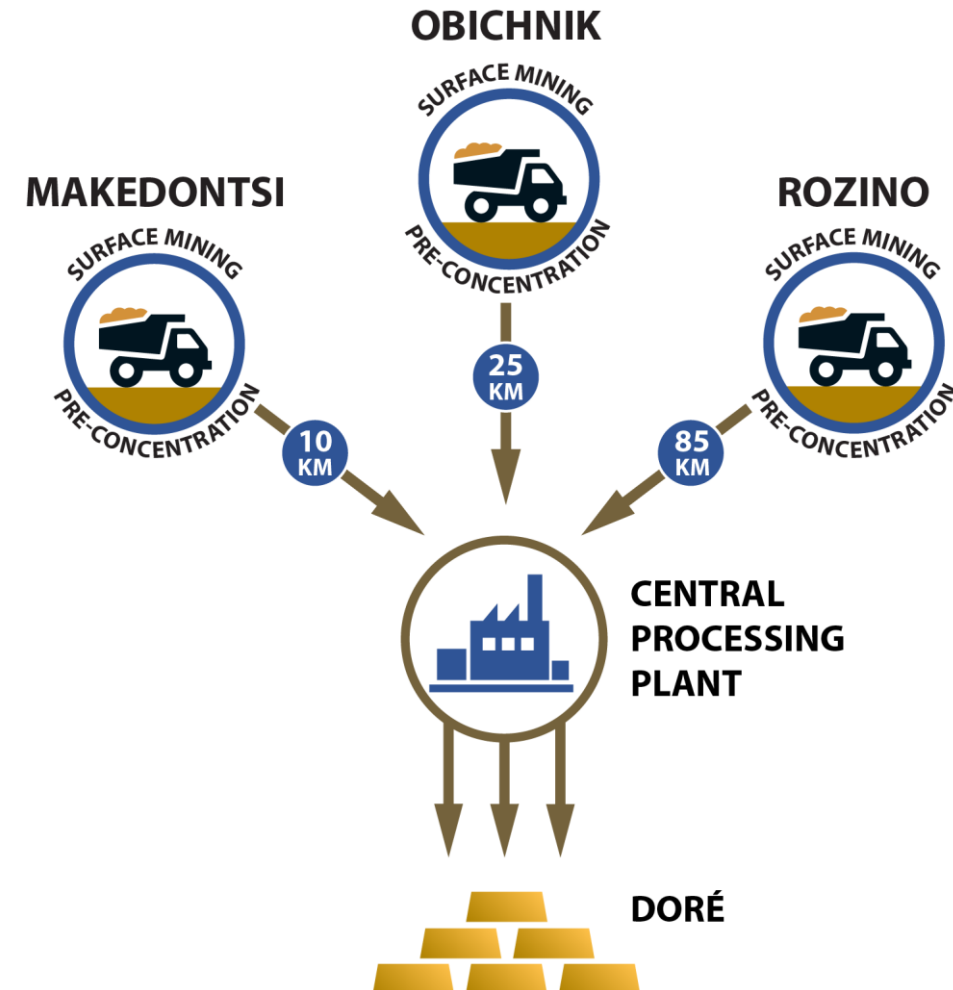 OBICHNIK
SURFACE MINING
PRE-CONCENTRATION
MAKEDONTSI
SURFACE MINING
PRE-CONCENTRATION
ROZINO
SURFACE MINING
PRE-CONCENTRATION
25
KM
10
KM
85
KM
CENTRAL
PROCESSING
PLANT
DORÉ